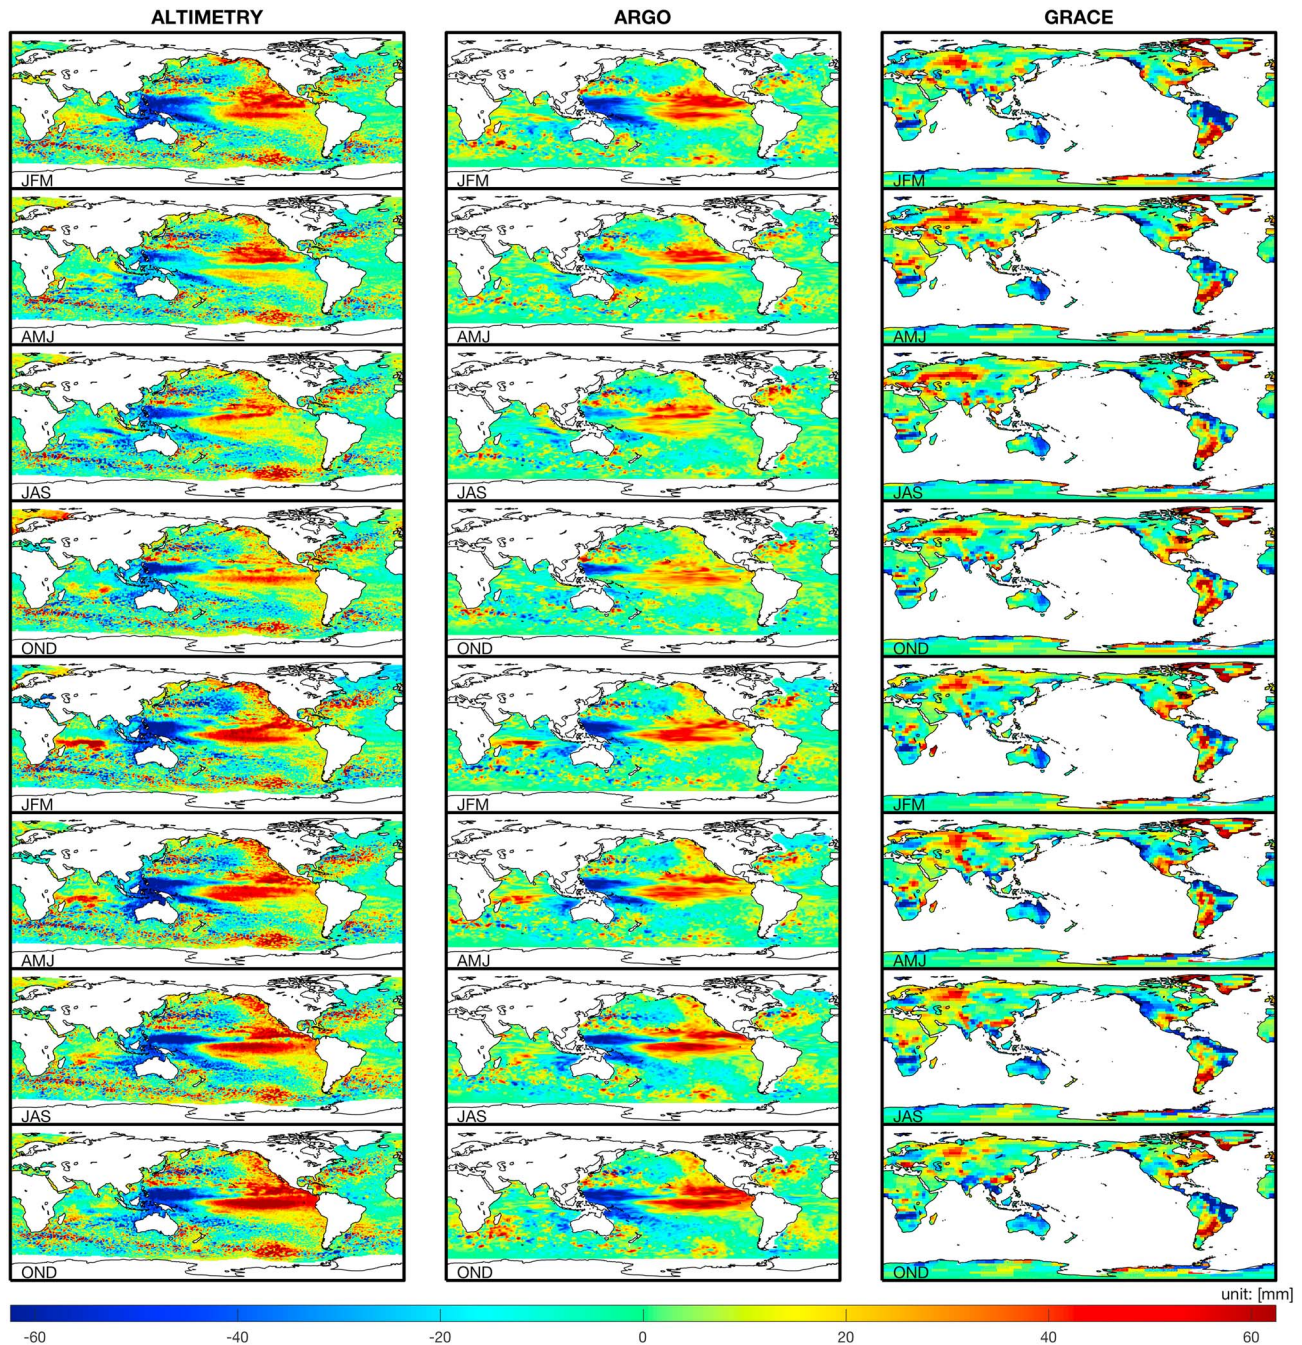 ALTIMETRY ARGO GRACE
JFM JFM JFM
AMJ AMJ AMJ
JAS JAS JAS
OND OND OND
JFM JFM JFM
AMJ AMJ AMJ
JAS JAS JAS
OND OND OND
unit: [mm]
-60 -40 -20 0 20 40 60